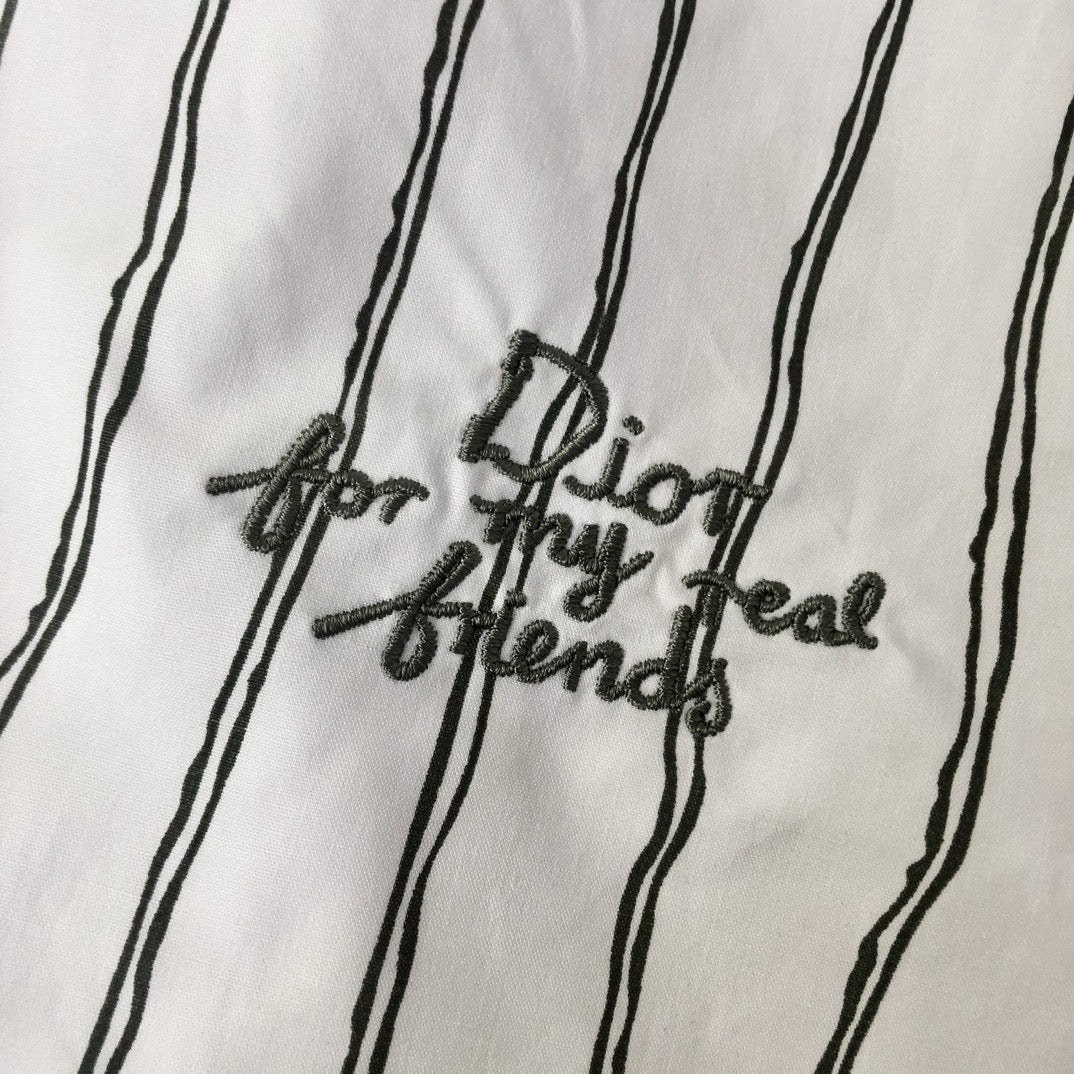 Dior
for my real
friends